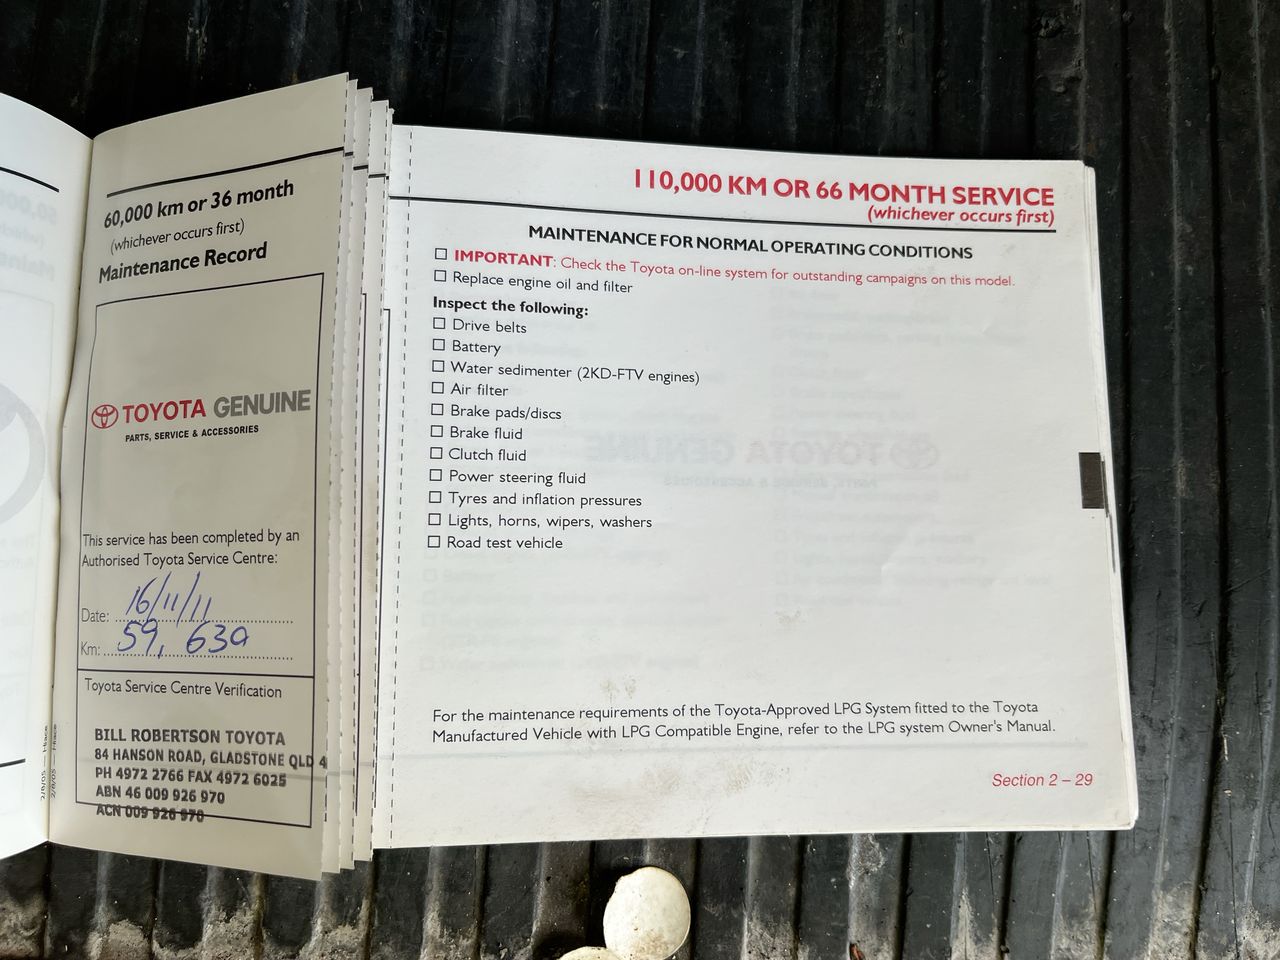 60,000 km or 36 month
(whichever occurs first)
Maintenance Record
TOYOTA GENUINE
PARTS, SERVICE & ACCESSORIES
This service has been completed by an
Authorised Toyota Service Centre:
Date: 16/11/11
Km: 59, 639
Toyota Service Centre Verification
BILL ROBERTSON TOYOTA
84 HANSON ROAD, GLADSTONE QLD 4
PH 4972 2766 FAX 4972 6025
ABN 46 009 926 970
ACN 009 926 970
2/8/05 — Hiace
110,000 KM OR 66 MONTH SERVICE
(whichever occurs first)
MAINTENANCE FOR NORMAL OPERATING CONDITIONS
IMPORTANT: Check the Toyota on-line system for outstanding campaigns on this model.
Replace engine oil and filter
Inspect the following:
Drive belts
Battery
Water sedimenter (2KD-FTV engines)
Air filter
Brake pads/discs
Brake fluid
Clutch fluid
Power steering fluid
Tyres and inflation pressures
Lights, horns, wipers, washers
Road test vehicle
For the maintenance requirements of the Toyota-Approved LPG System fitted to the Toyota
Manufactured Vehicle with LPG Compatible Engine, refer to the LPG system Owner's Manual.
Section 2 – 29